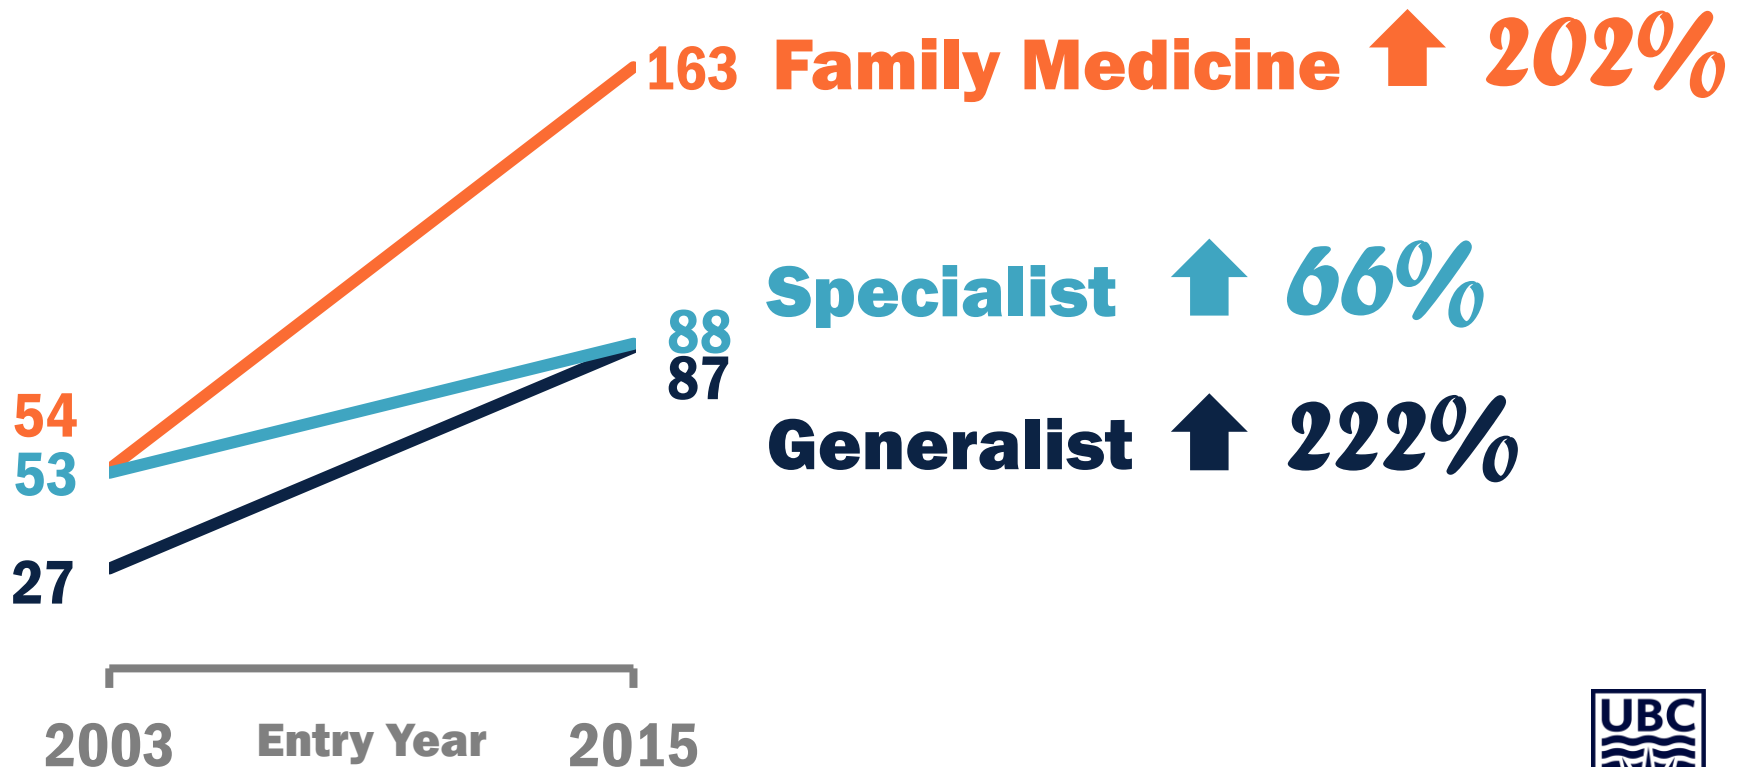 163 Family Medicine 202%
Specialist 66%
88
87
Generalist 222%
54
53
27
2003 Entry Year 2015
UBC